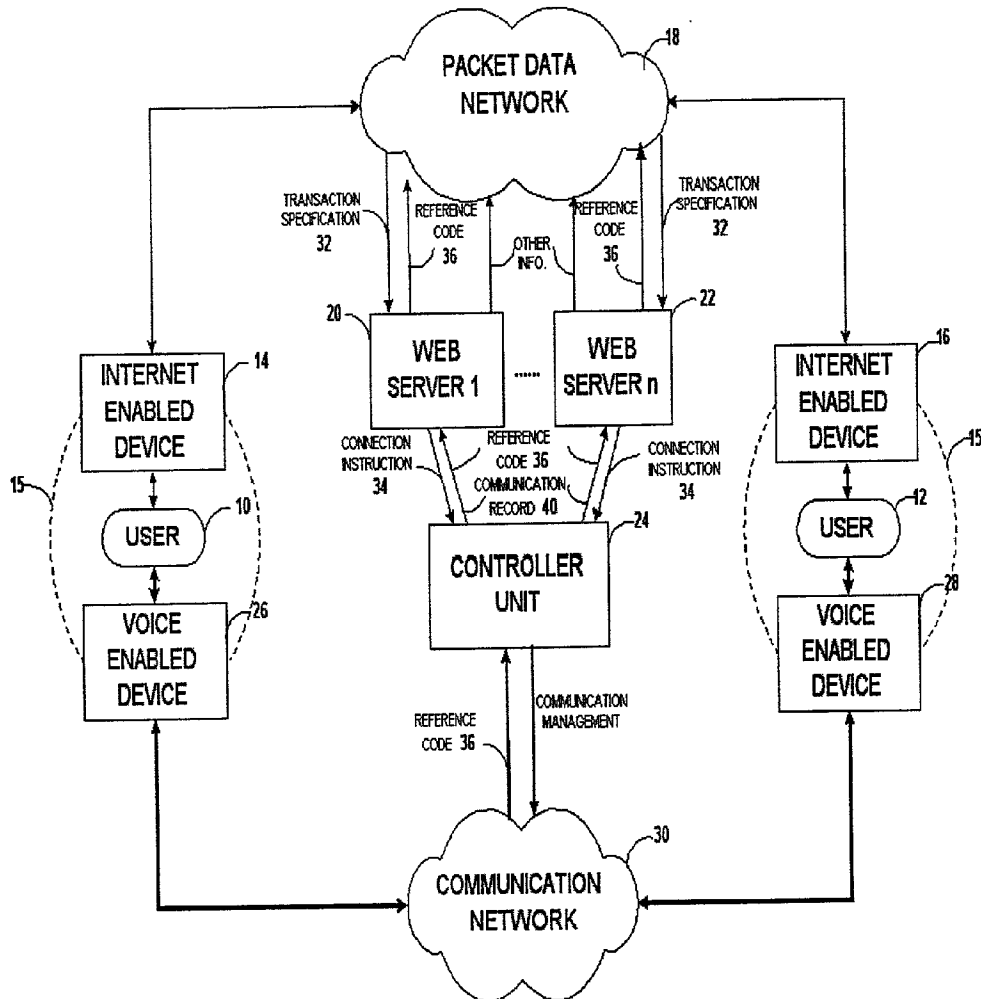 PACKET DATA
NETWORK
18
TRANSACTION
SPECIFICATION
32
REFERENCE
CODE
36
OTHER
INFO.
REFERENCE
CODE
36
TRANSACTION
SPECIFICATION
32
20
WEB
SERVER 1
......
22
WEB
SERVER n
14
INTERNET
ENABLED
DEVICE
16
INTERNET
ENABLED
DEVICE
CONNECTION
INSTRUCTION
34
REFERENCE
CODE 36
COMMUNICATION
RECORD 40
CONNECTION
INSTRUCTION
34
15
15
10
USER
12
USER
24
CONTROLLER
UNIT
26
VOICE
ENABLED
DEVICE
28
VOICE
ENABLED
DEVICE
REFERENCE
CODE 36
COMMUNICATION
MANAGEMENT
30
COMMUNICATION
NETWORK